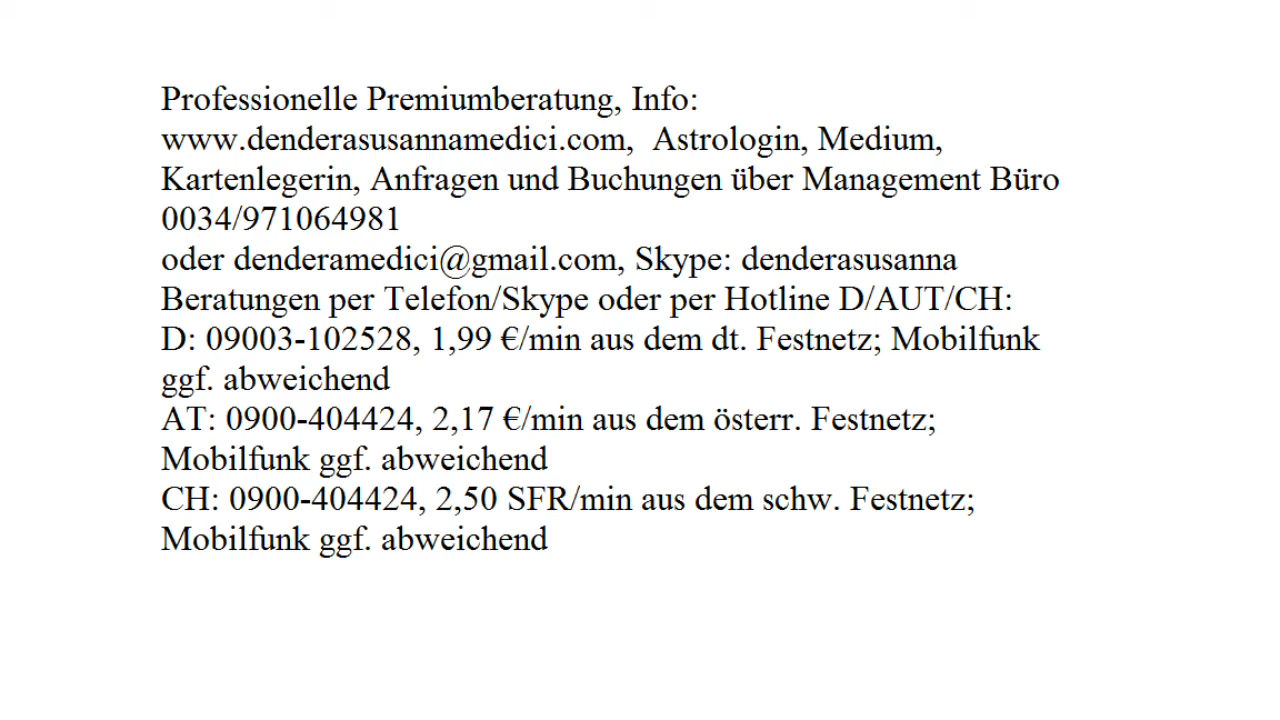 Professionelle Premiumberatung, Info:
www.denderasusannamedici.com,  Astrologin, Medium,
Kartenlegerin, Anfragen und Buchungen über Management Büro
0034/971064981
oder denderamedici@gmail.com, Skype: denderasusanna
Beratungen per Telefon/Skype oder per Hotline D/AUT/CH:
D: 09003-102528, 1,99 €/min aus dem dt. Festnetz; Mobilfunk
ggf. abweichend
AT: 0900-404424, 2,17 €/min aus dem österr. Festnetz;
Mobilfunk ggf. abweichend
CH: 0900-404424, 2,50 SFR/min aus dem schw. Festnetz;
Mobilfunk ggf. abweichend